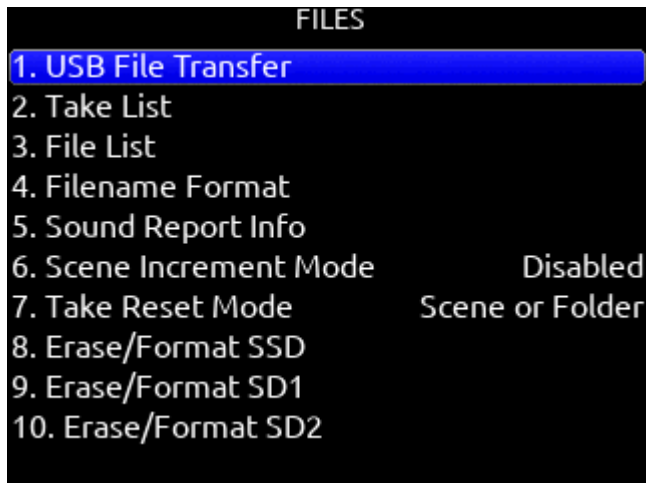 FILES
1. USB File Transfer
2. Take List
3. File List
4. Filename Format
5. Sound Report Info
6. Scene Increment Mode Disabled
7. Take Reset Mode Scene or Folder
8. Erase/Format SSD
9. Erase/Format SD1
10. Erase/Format SD2